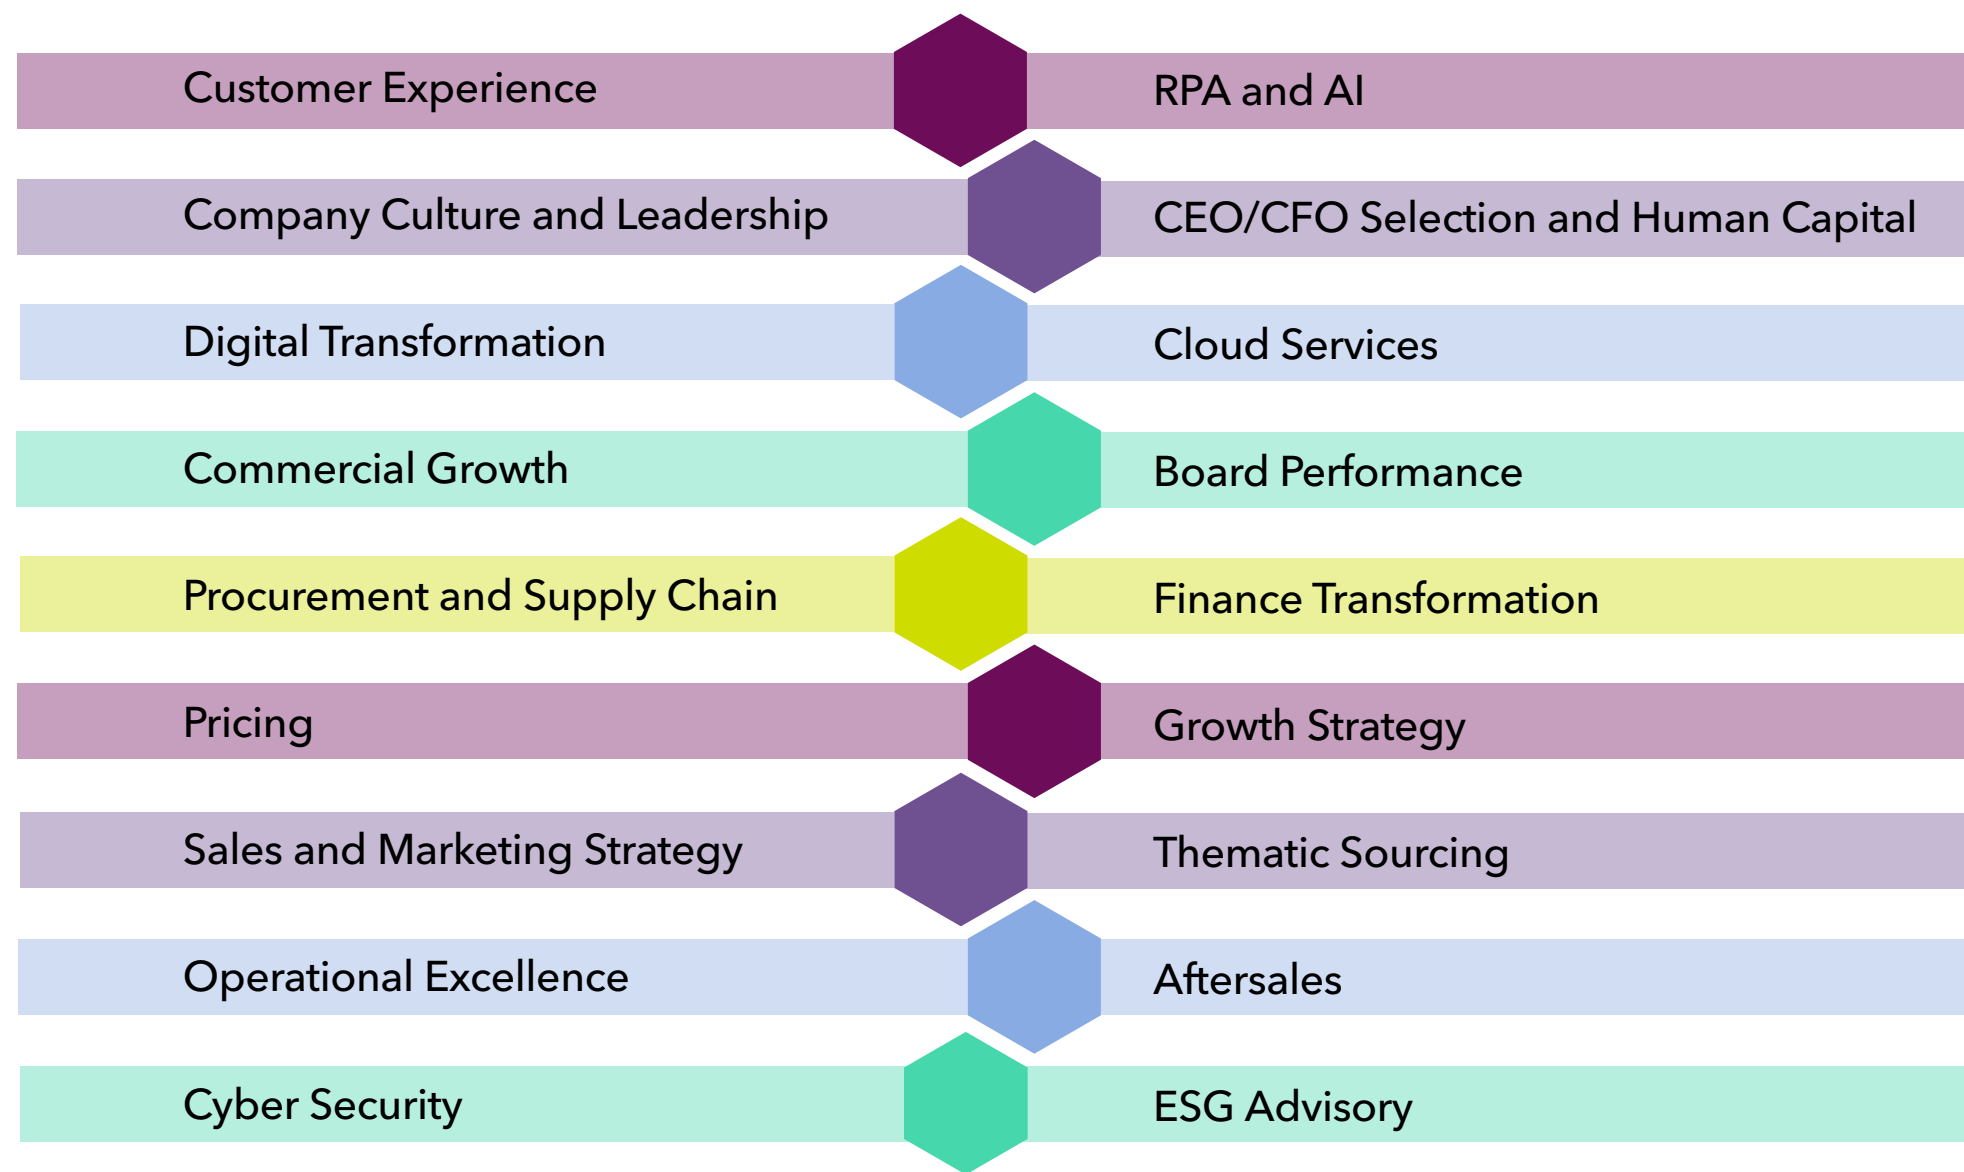 Customer Experience
RPA and AI
Company Culture and Leadership
CEO/CFO Selection and Human Capital
Digital Transformation
Cloud Services
Commercial Growth
Board Performance
Procurement and Supply Chain
Finance Transformation
Pricing
Growth Strategy
Sales and Marketing Strategy
Thematic Sourcing
Operational Excellence
Aftersales
Cyber Security
ESG Advisory